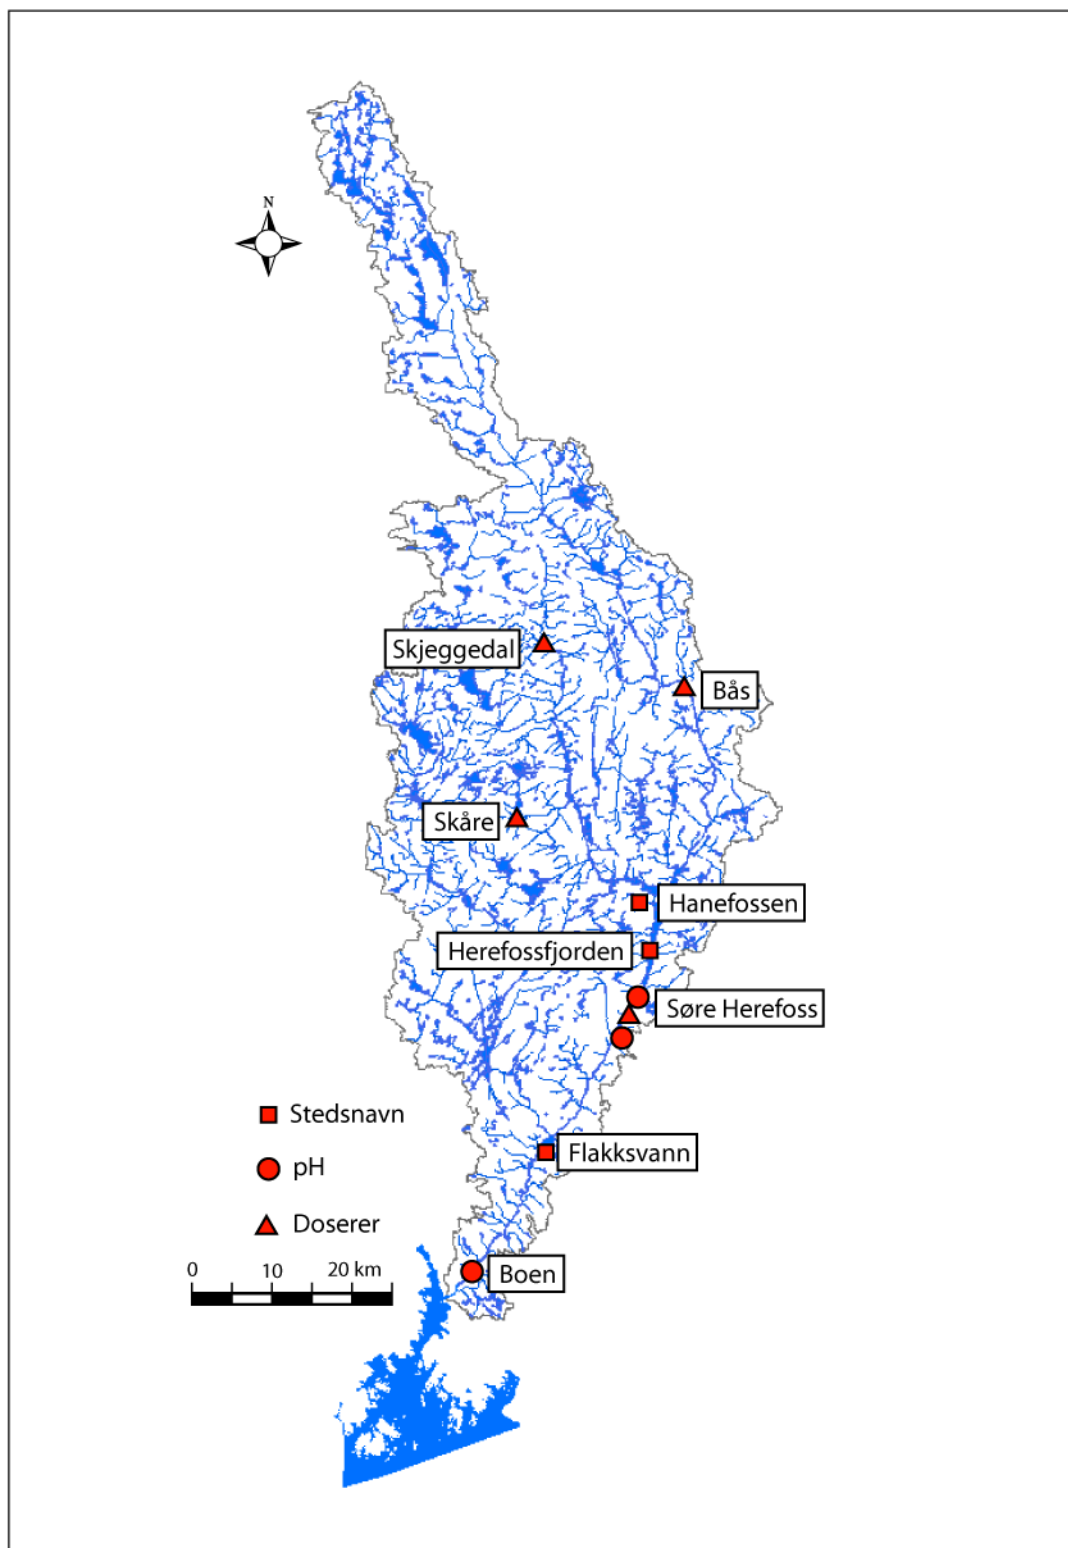 N
Skjeggedal
Bås
Skåre
Hanefossen
Herefossfjorden
Søre Herefoss
Stedsnavn
Flakksvann
pH
Doserer
Boen
0 10 20 km